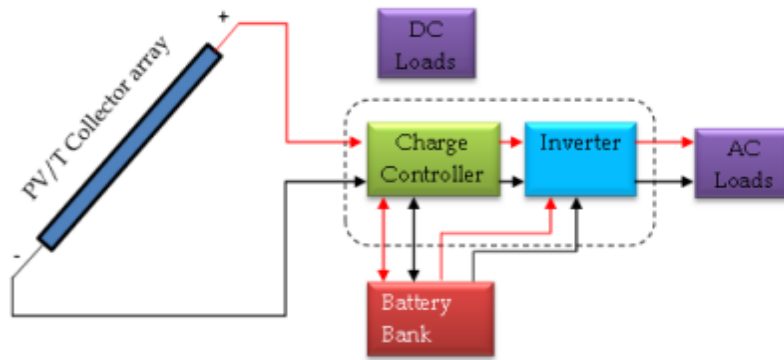 +
DC
Loads
PV/T Collector array
Charge
Controller
Inverter
AC
Loads
-
Battery
Bank